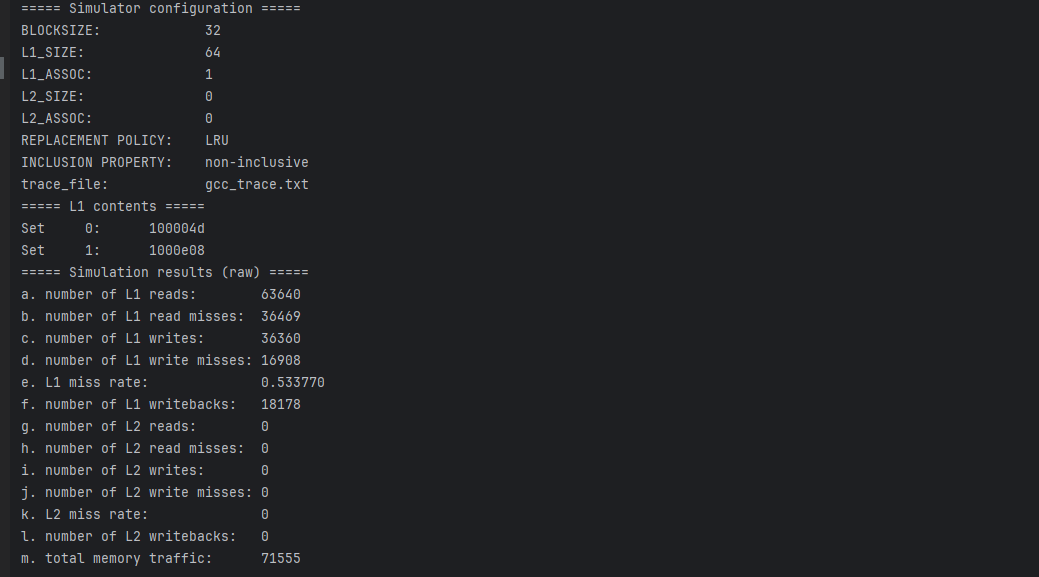 ===== Simulator configuration =====
BLOCKSIZE:             32
L1_SIZE:               64
L1_ASSOC:              1
L2_SIZE:               0
L2_ASSOC:              0
REPLACEMENT POLICY:    LRU
INCLUSION PROPERTY:    non-inclusive
trace_file:            gcc_trace.txt
===== L1 contents =====
Set     0:      100004d
Set     1:      1000e08
===== Simulation results (raw) =====
a. number of L1 reads:        63640
b. number of L1 read misses:  36469
c. number of L1 writes:       36360
d. number of L1 write misses: 16908
e. L1 miss rate:              0.533770
f. number of L1 writebacks:   18178
g. number of L2 reads:        0
h. number of L2 read misses:  0
i. number of L2 writes:       0
j. number of L2 write misses: 0
k. L2 miss rate:              0
l. number of L2 writebacks:   0
m. total memory traffic:      71555